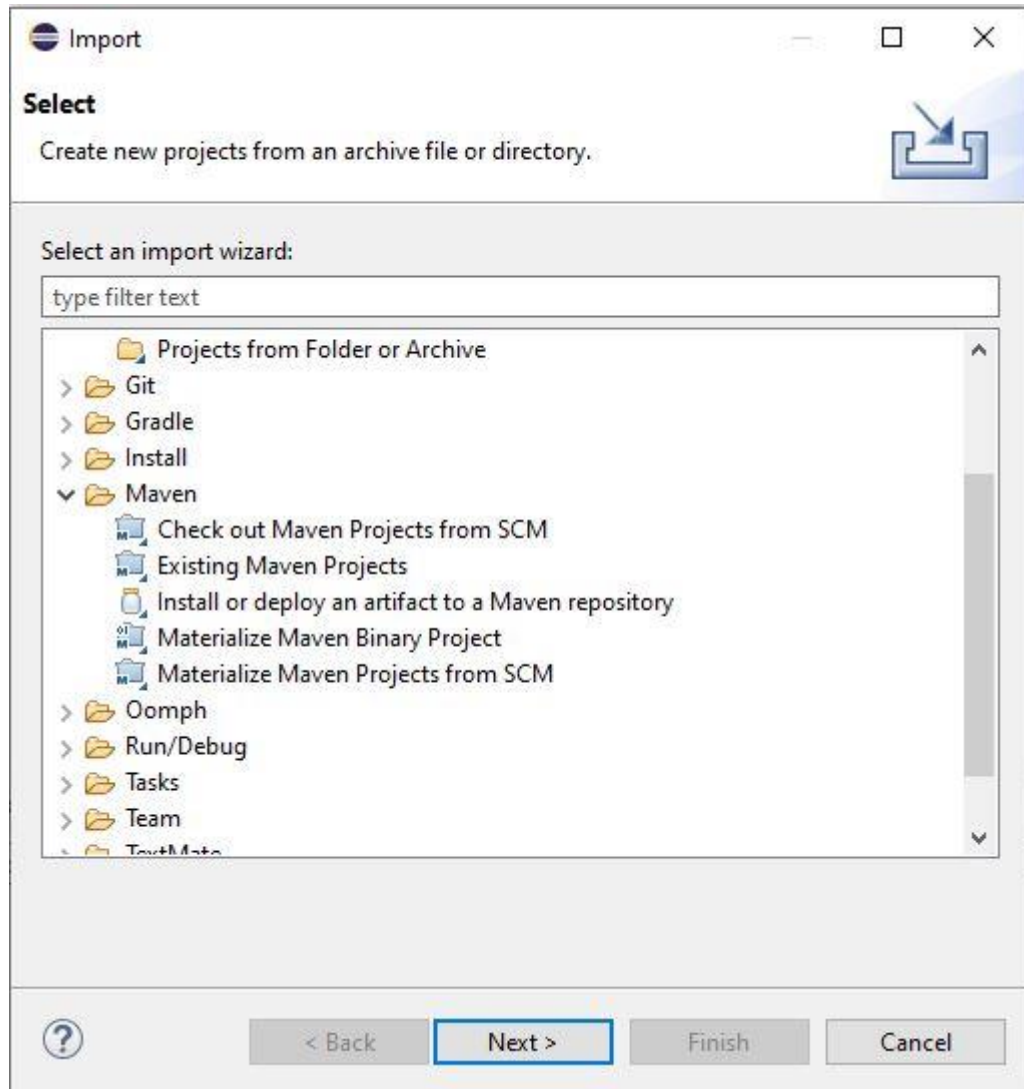 Import
Select
Create new projects from an archive file or directory.
Select an import wizard:
type filter text
Projects from Folder or Archive
Git
Gradle
Install
Maven
Check out Maven Projects from SCM
Existing Maven Projects
Install or deploy an artifact to a Maven repository
Materialize Maven Binary Project
Materialize Maven Projects from SCM
Oomph
Run/Debug
Tasks
Team
TextMate
?
< Back Next > Finish Cancel